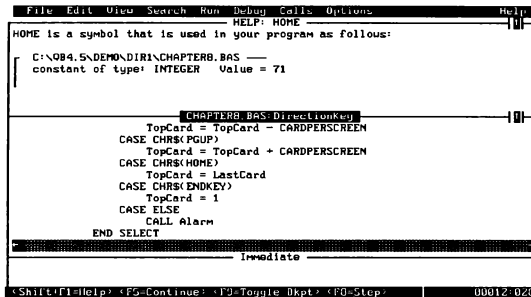 File Edit View Search Run Debug Calls Options Help
HELP: HOME
HOME is a symbol that is used in your program as follows:
C:\QB4.5\DEMO\DIR1\CHAPTER8.BAS
constant of type: INTEGER Value = 71
CHAPTER8.BAS:DirectionKey
TopCard = TopCard - CARDPERSCREEN
CASE CHR$(PGUP)
TopCard = TopCard + CARDPERSCREEN
CASE CHR$(HOME)
TopCard = LastCard
CASE CHR$(ENDKEY)
TopCard = 1
CASE ELSE
CALL Alarm
END SELECT
Immediate
<Shift+F1=Help> <F5=Continue> <F9=Toggle Bkpt> <F8=Step> 00012:020